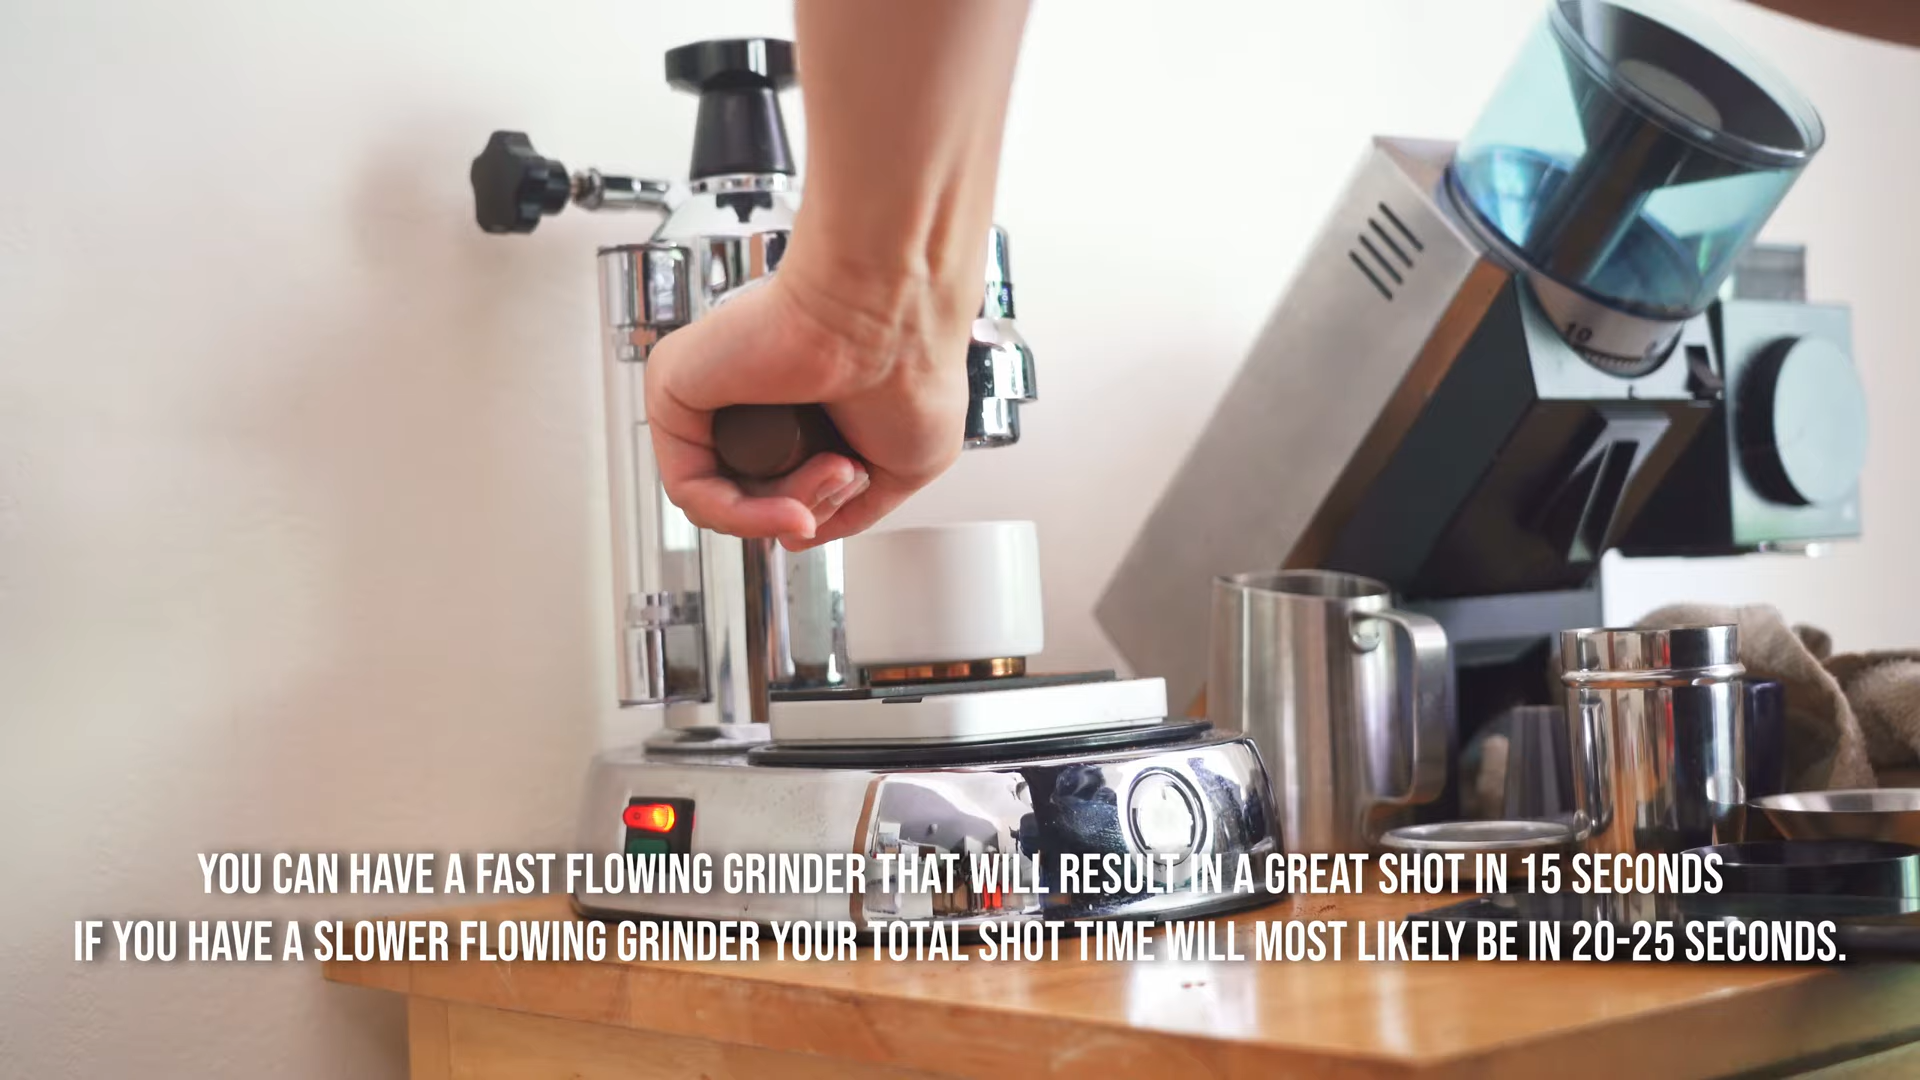 10
YOU CAN HAVE A FAST FLOWING GRINDER THAT WILL RESULT IN A GREAT SHOT IN 15 SECONDS
IF YOU HAVE A SLOWER FLOWING GRINDER YOUR TOTAL SHOT TIME WILL MOST LIKELY BE IN 20-25 SECONDS.